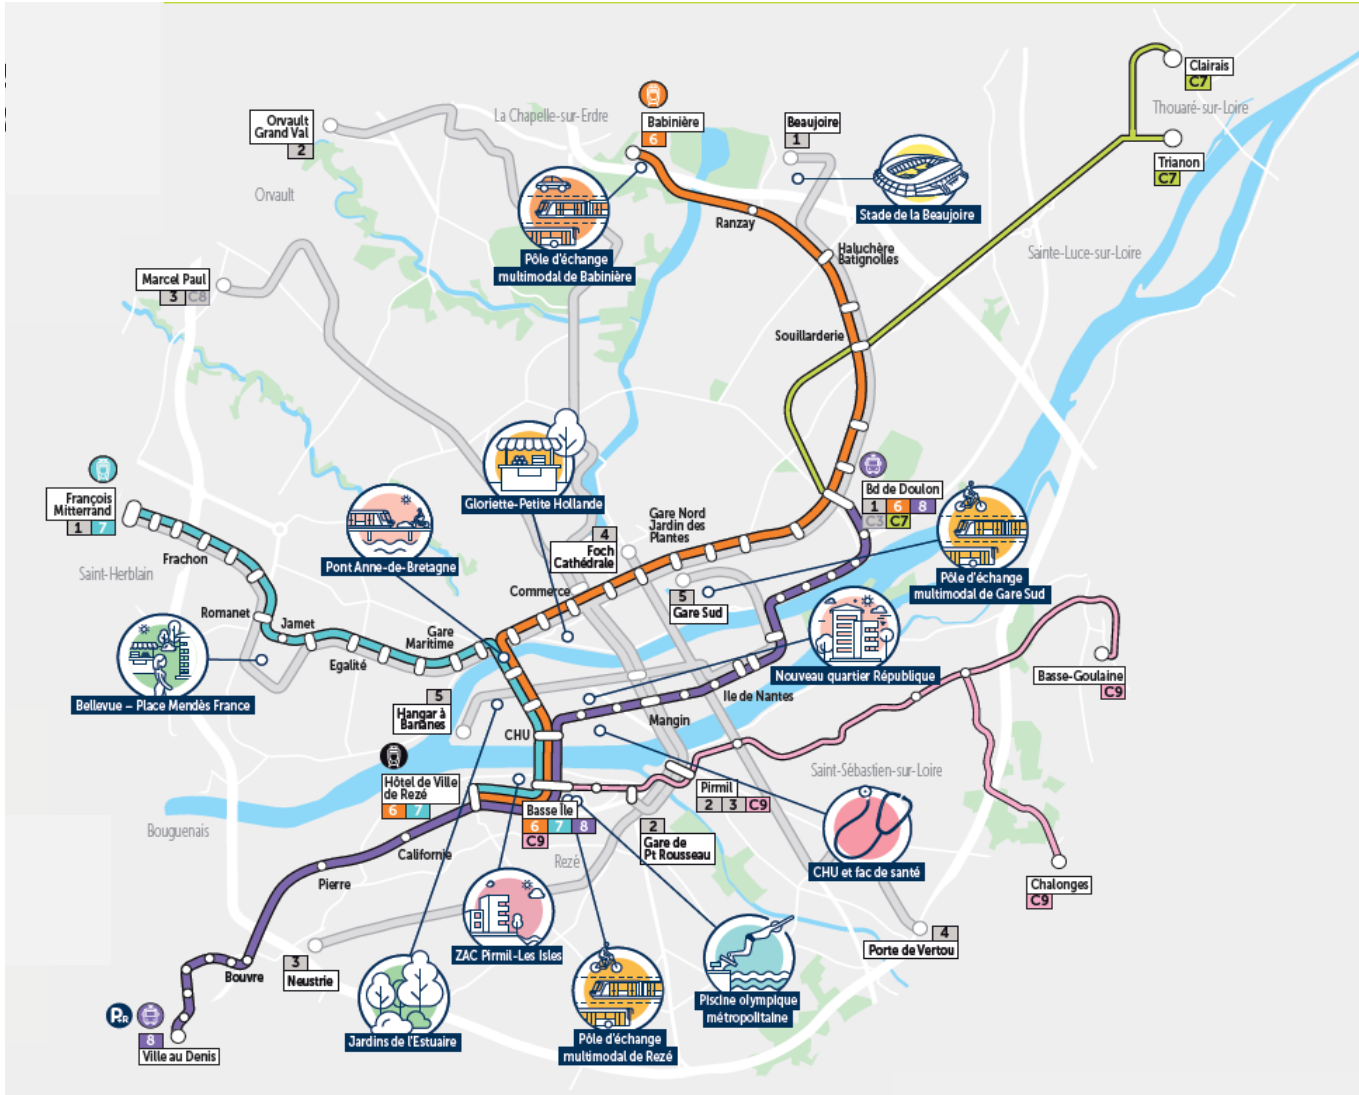 Clairais
C7
Thouaré-sur-Loire
Trianon
C7
La Chapelle-sur-Erdre
Babinière
6
Orvault
Grand Val
2
Beaujoire
1
Stade de la Beaujoire
Orvault
Ranzay
Haluchère
Batignolles
Sainte-Luce-sur-Loire
Pôle d'échange
multimodal de Babinière
Marcel Paul
3 C8
Souillarderie
François
Mitterrand
1 7
Gloriette-Petite Hollande
Bd de Doulon
1 6 8
C3 C7
Gare Nord
Jardin des
Plantes
4
Foch
Cathédrale
Frachon
Saint-Herblain
Pont Anne-de-Bretagne
Pôle d'échange
multimodal de Gare Sud
Commerce
5
Gare Sud
Romanet
Jamet
Gare
Maritime
Egalité
Nouveau quartier République
Basse-Goulaine
C9
Bellevue – Place Mendès France
5
Hangar à
Bananes
Ile de Nantes
Mangin
CHU
Hôtel de Ville
de Rezé
6 7
Saint-Sébastien-sur-Loire
Pirmil
2 3 C9
Basse Île
6 7 8
C9
2
Gare de
Pt Rousseau
Bouguenais
Californie
Rezé
CHU et fac de santé
Pierre
Chalonges
C9
4
Porte de Vertou
ZAC Pirmil-Les Isles
3
Neustrie
Bouvre
Piscine olympique
métropolitaine
Jardins de l'Estuaire
Pôle d'échange
multimodal de Rezé
P+R
8
Ville au Denis